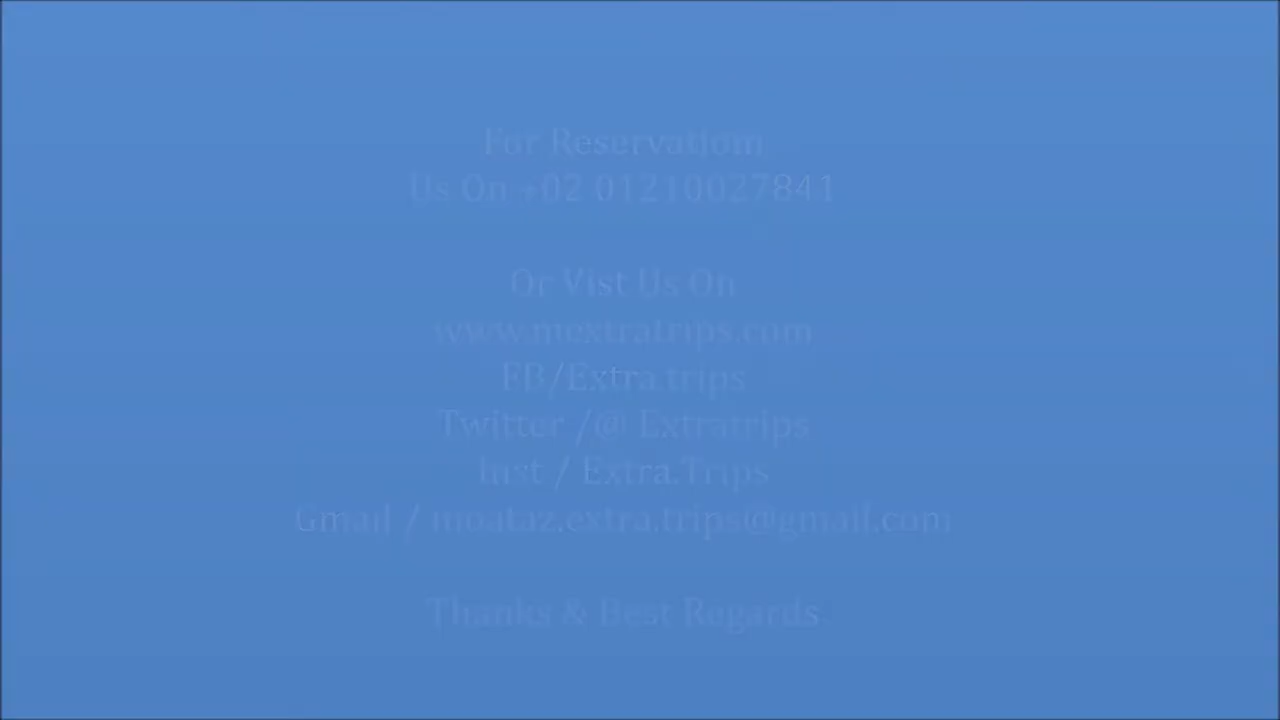 For Reservatiom
Us On +02 01210027841
Or Vist Us On
www.mextratrips.com
FB/Extra.trips
Twitter /@ Extratrips
Inst / Extra.Trips
Gmail / moataz.extra.trips@gmail.com
Thanks & Best Regards.